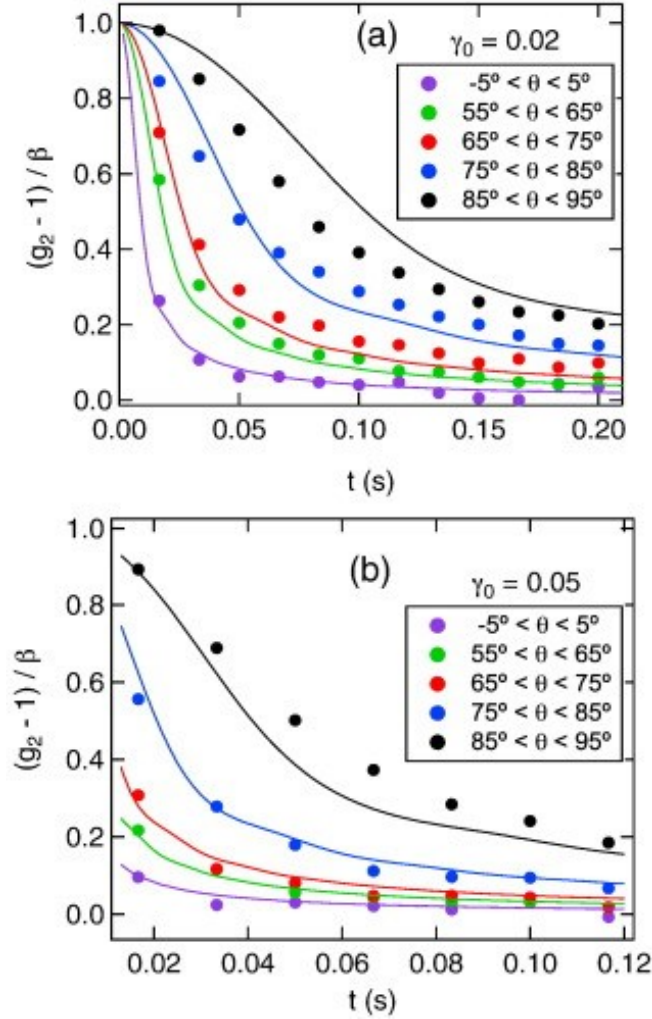 (a)
γ₀ = 0.02
-5º < θ < 5º
55º < θ < 65º
65º < θ < 75º
75º < θ < 85º
85º < θ < 95º
(g₂ - 1) / β
1.0
0.8
0.6
0.4
0.2
0.0
0.00 0.05 0.10 0.15 0.20
t (s)
(b)
γ₀ = 0.05
-5º < θ < 5º
55º < θ < 65º
65º < θ < 75º
75º < θ < 85º
85º < θ < 95º
(g₂ - 1) / β
1.0
0.8
0.6
0.4
0.2
0.0
0.02 0.04 0.06 0.08 0.10 0.12
t (s)